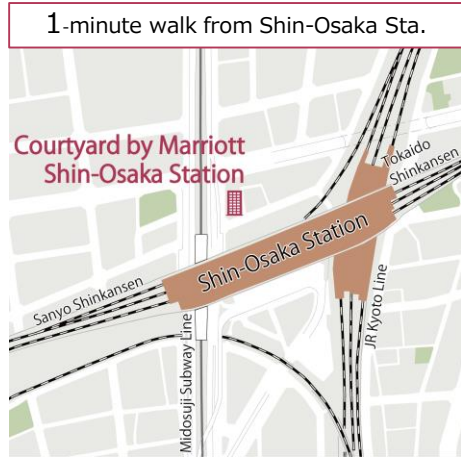 1-minute walk from Shin-Osaka Sta.
Courtyard by Marriott
Shin-Osaka Station
Tokaido
Shinkansen
Shin-Osaka Station
Sanyo Shinkansen
Midosuji Subway Line
JR Kyoto Line